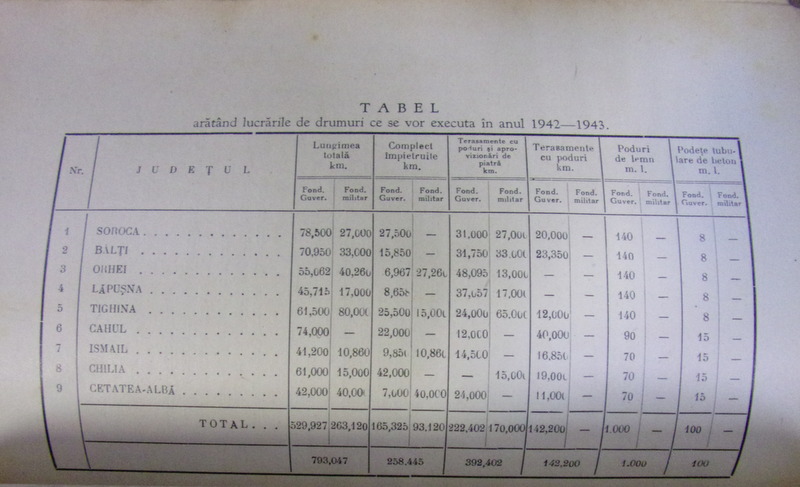 TABEL
arătând lucrările de drumuri ce se vor executa în anul 1942—1943.
Nr. JUDEȚUL Lungimea totală km. Complect împietruite km. Terasamente cu poduri și aprovizionări de piatră km. Terasamente cu poduri km. Poduri de lemn m. l. Podețe tubulare de beton m. l.
Fond. Guver. Fond. militar Fond. Guver. Fond. militar Fond. Guver. Fond. militar Fond. Guver. Fond. militar Fond. Guver. Fond. militar Fond. Guver. Fond. militar
1 SOROCA 78,500 27,000 27,500 — 31,000 27,000 20,000 — 140 — 8 —
2 BĂLȚI 70,950 33,000 15,850 — 31,750 33,000 23,350 — 140 — 8 —
3 ORHEI 55,062 40,260 6,967 27,260 48,095 13,000 — — 140 — 8 —
4 LĂPUȘNA 45,715 17,000 8,658 — 37,057 17,000 — — 140 — 8 —
5 TIGHINA 61,500 80,000 25,500 15,000 24,000 65,000 12,000 — 140 — 8 —
6 CAHUL 74,000 — 22,000 — 12,000 — 40,000 — 90 — 15 —
7 ISMAIL 41,200 10,860 9,850 10,860 14,500 — 16,850 — 70 — 15 —
8 CHILIA 61,000 15,000 42,000 — — 15,000 19,000 — 70 — 15 —
9 CETATEA-ALBĂ 42,000 40,000 7,000 40,000 24,000 — 11,000 — 70 — 15 —
TOTAL... 529,927 263,120 165,325 93,120 222,402 170,000 142,200 — 1.000 — 100 —
793,047 258,445 392,402 142,200 1.000 100